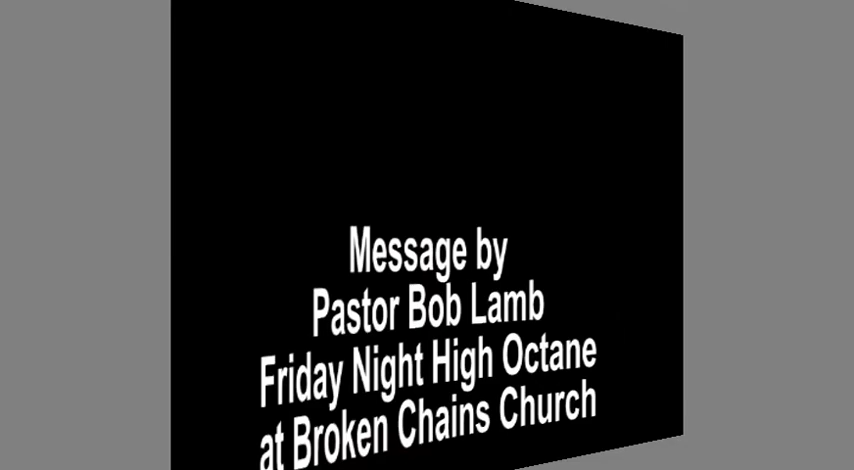 Message by
Pastor Bob Lamb
Friday Night High Octane
at Broken Chains Church